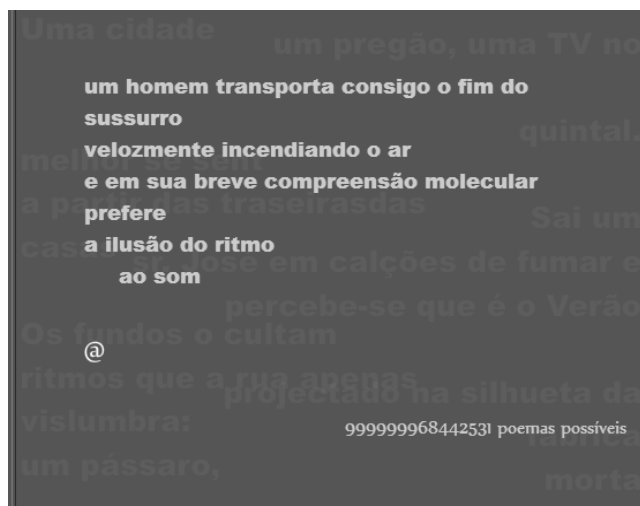 Uma cidade
um pregão, uma TV no
um homem transporta consigo o fim do
sussurro
quintal.
velozmente incendiando o ar
melhor se sent
e em sua breve compreensão molecular
a partir das traseirasdas
prefere
Sai um
a ilusão do ritmo
casas
sr. José em calções de fumar e
ao som
percebe-se que é o Verão
Os fundos o cultam
@
ritmos que a rua apenas
projectado na silhueta da
vislumbra:
999999968442531 poemas possíveis
fábrica
um pássaro,
morta